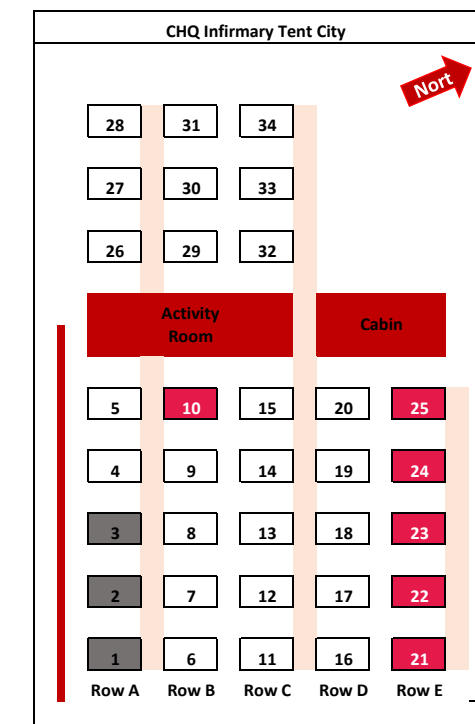 CHQ Infirmary Tent City
Nort
28 31 34
27 30 33
26 29 32
Activity
Room
Cabin
5 10 15 20 25
4 9 14 19 24
3 8 13 18 23
2 7 12 17 22
1 6 11 16 21
Row A Row B Row C Row D Row E